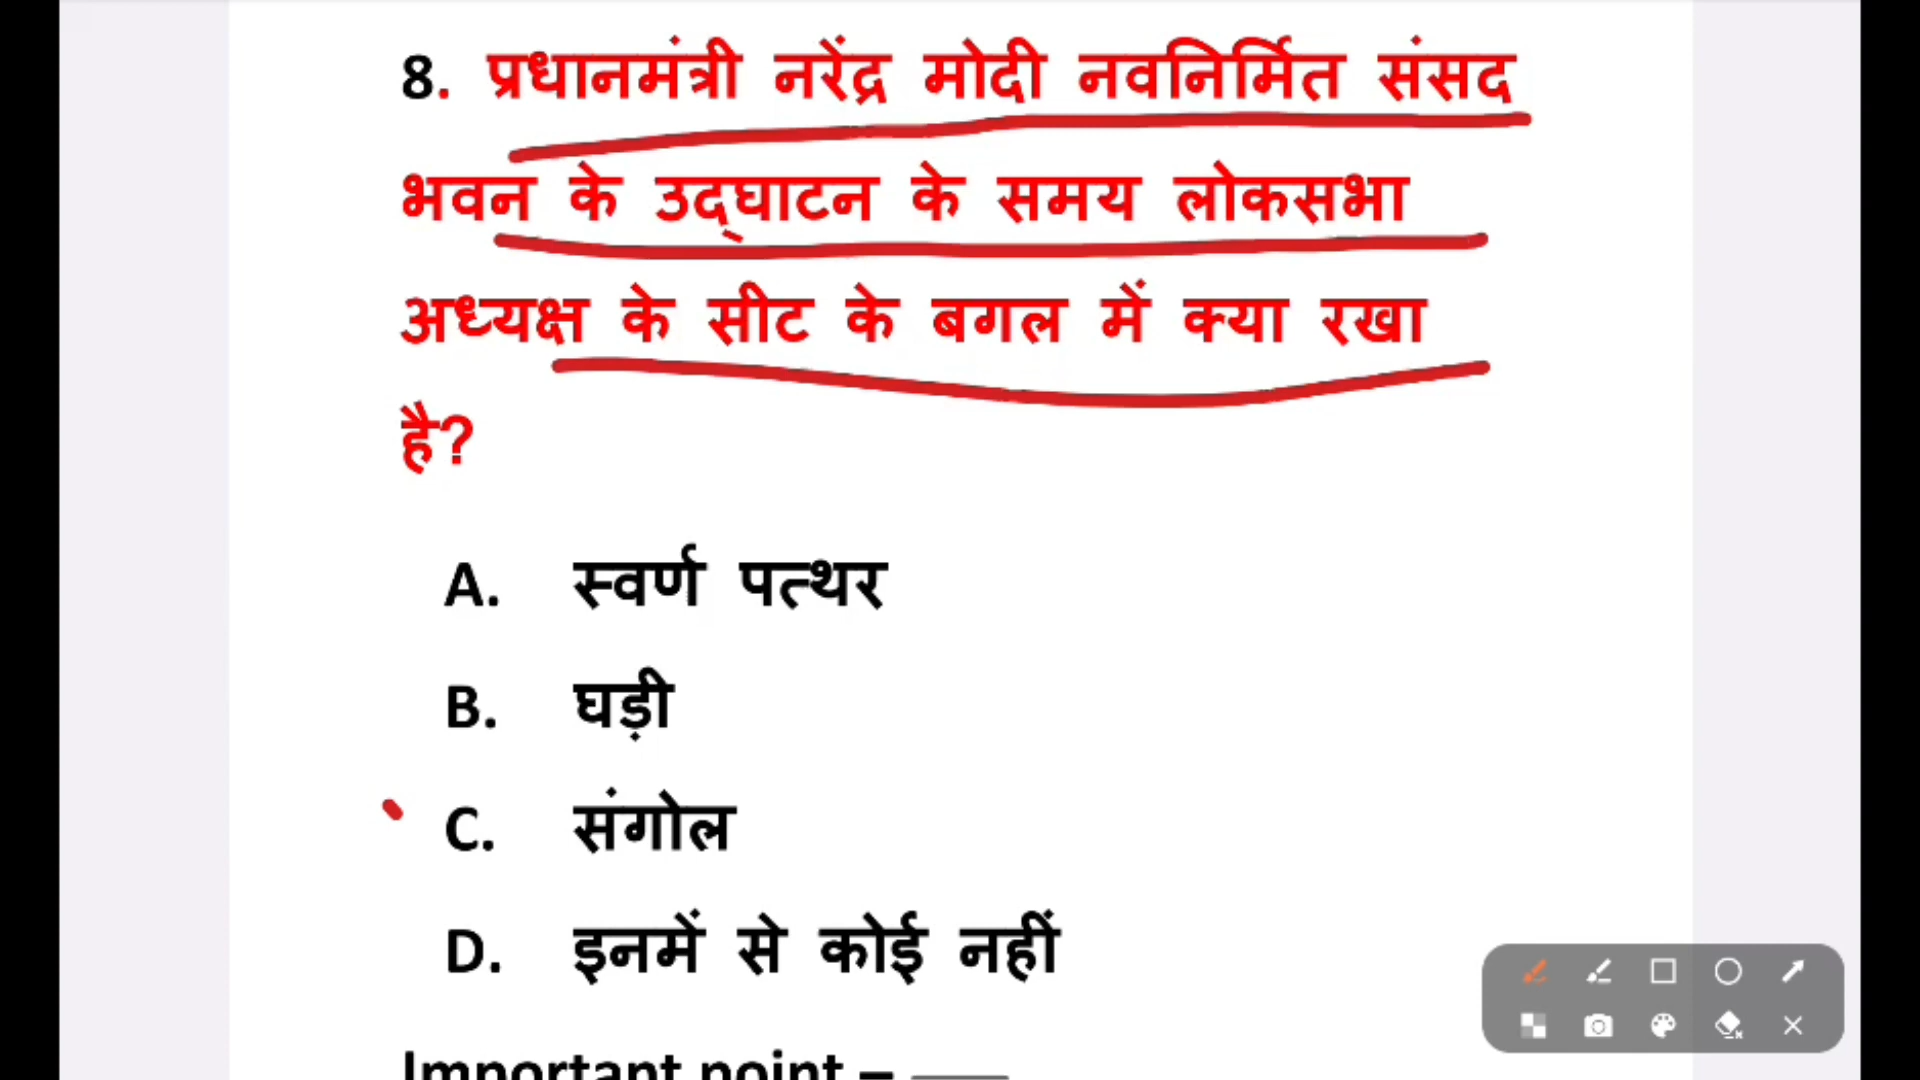 8. प्रधानमंत्री नरेंद्र मोदी नवनिर्मित संसद
भवन के उद्घाटन के समय लोकसभा
अध्यक्ष के सीट के बगल में क्या रखा
है?
A. स्वर्ण पत्थर
B. घड़ी
C. संगोल
D. इनमें से कोई नहीं
Important point –